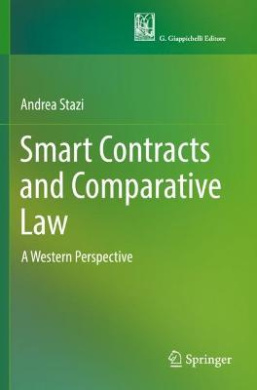 G. Giappichelli Editore
Andrea Stazi
Smart Contracts
and Comparative
Law
A Western Perspective
Springer